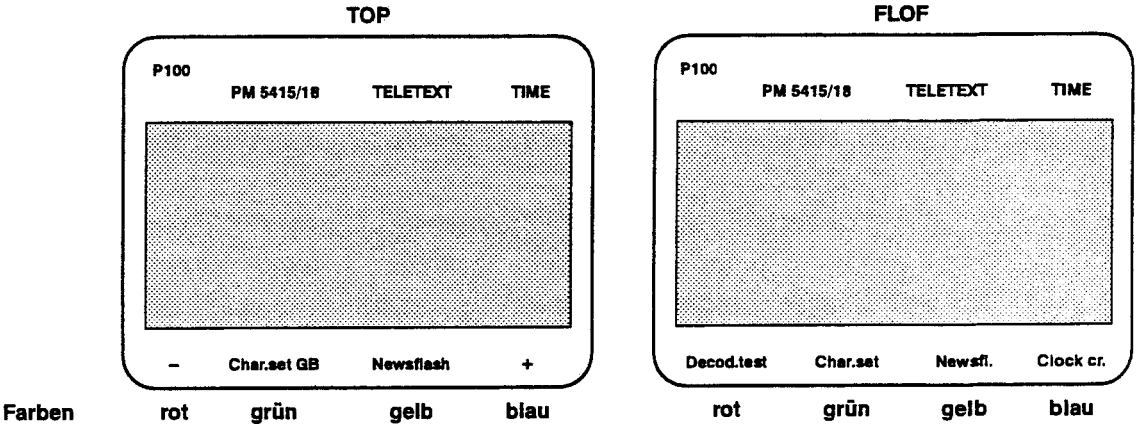 TOP
P100
PM 5415/18 TELETEXT TIME
– Char.set GB Newsflash +
FLOF
P100
PM 5415/18 TELETEXT TIME
Decod.test Char.set Newsfl. Clock cr.
Farben rot grün gelb blau rot grün gelb blau